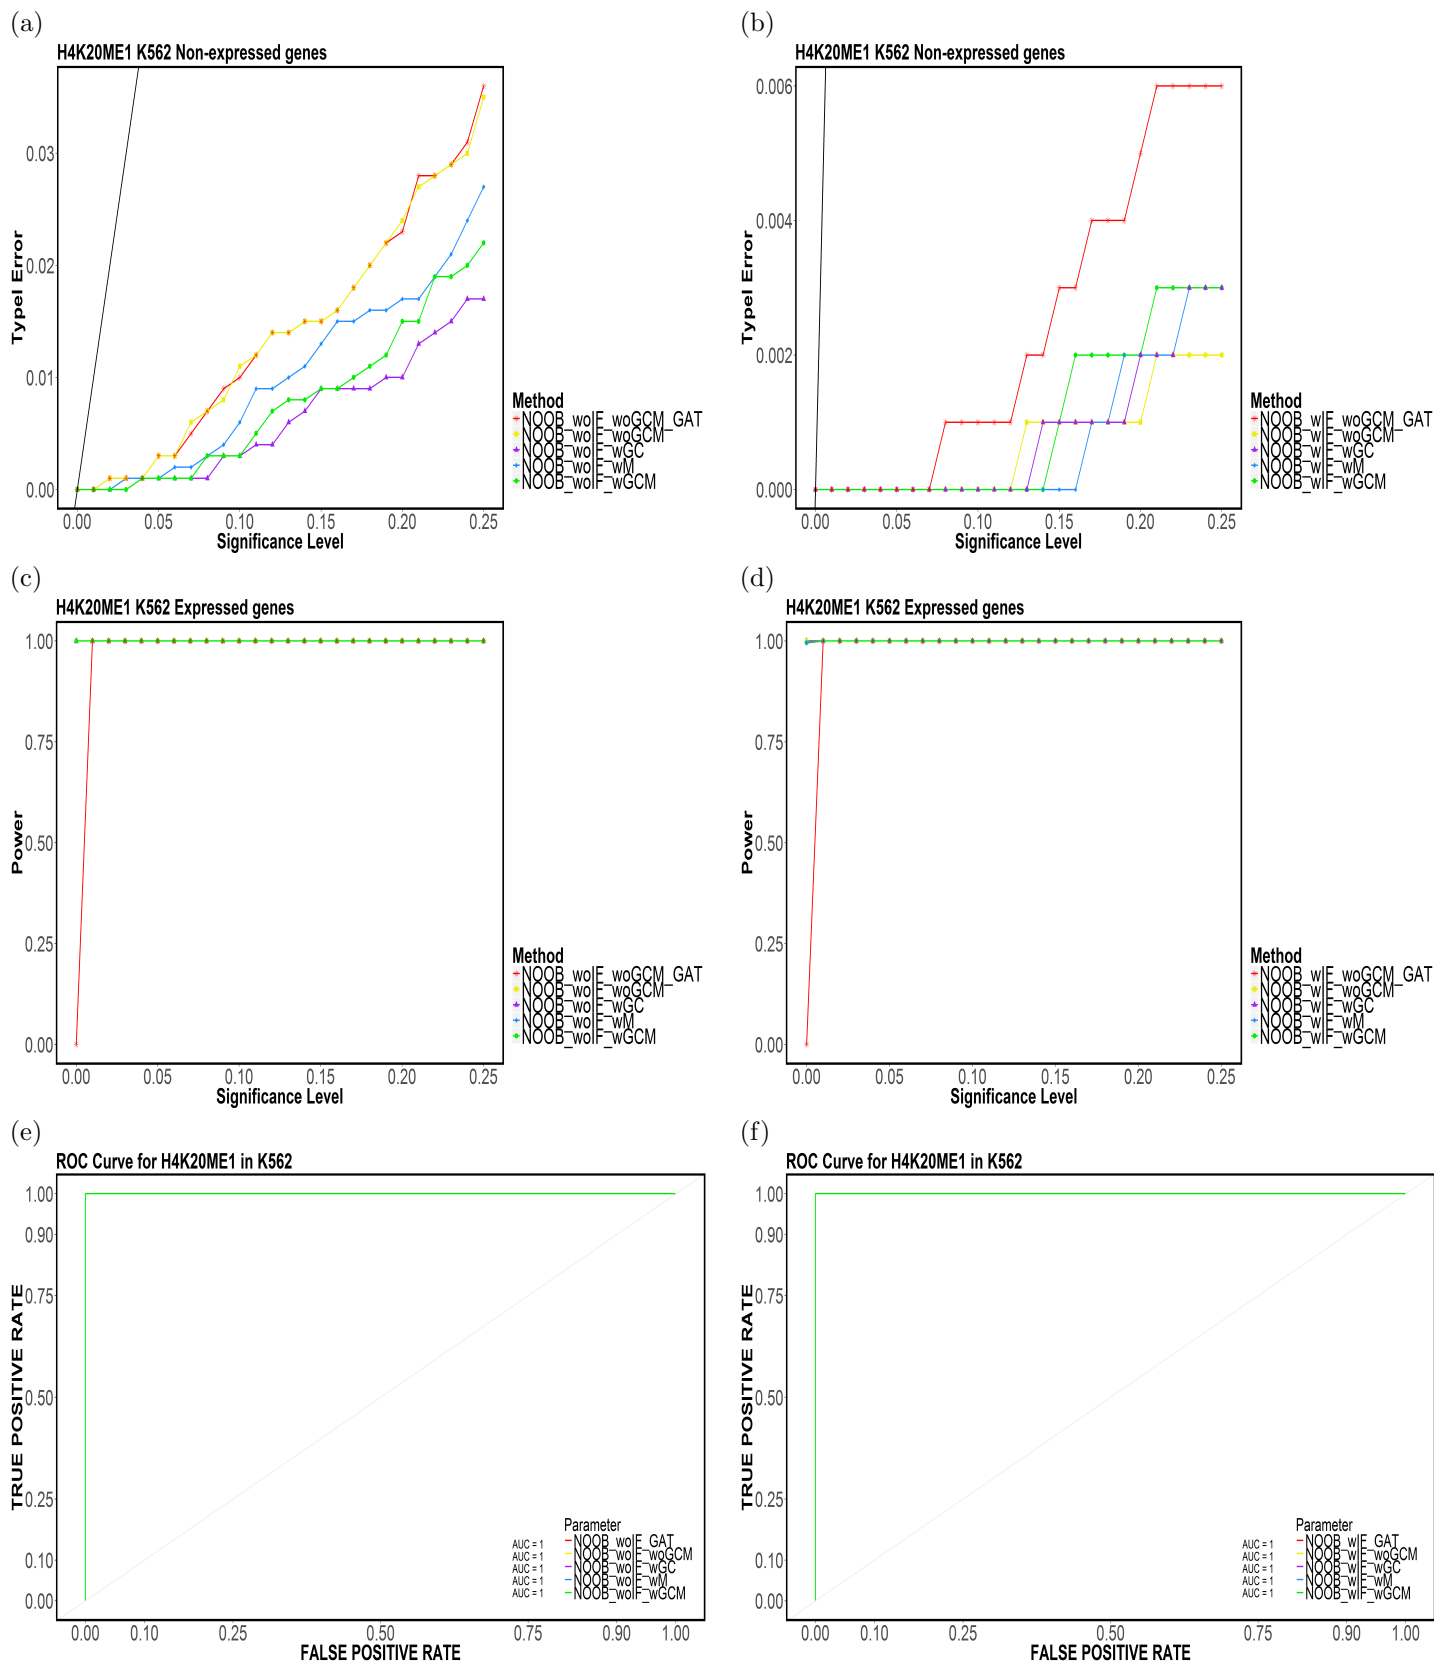 (a)
H4K20ME1 K562 Non-expressed genes
TypeI Error
0.03
0.02
0.01
0.00
0.00 0.05 0.10 0.15 0.20 0.25
Significance Level
Method
NOOB_woIF_woGCM_GAT
NOOB_woIF_woGCM
NOOB_woIF_wGC
NOOB_woIF_wM
NOOB_woIF_wGCM
(b)
H4K20ME1 K562 Non-expressed genes
TypeI Error
0.006
0.004
0.002
0.000
0.00 0.05 0.10 0.15 0.20 0.25
Significance Level
Method
NOOB_wIF_woGCM_GAT
NOOB_wIF_woGCM
NOOB_wIF_wGC
NOOB_wIF_wM
NOOB_wIF_wGCM
(c)
H4K20ME1 K562 Expressed genes
Power
1.00
0.75
0.50
0.25
0.00
0.00 0.05 0.10 0.15 0.20 0.25
Significance Level
Method
NOOB_woIF_woGCM_GAT
NOOB_woIF_woGCM
NOOB_woIF_wGC
NOOB_woIF_wM
NOOB_woIF_wGCM
(d)
H4K20ME1 K562 Expressed genes
Power
1.00
0.75
0.50
0.25
0.00
0.00 0.05 0.10 0.15 0.20 0.25
Significance Level
Method
NOOB_wIF_woGCM_GAT
NOOB_wIF_woGCM
NOOB_wIF_wGC
NOOB_wIF_wM
NOOB_wIF_wGCM
(e)
ROC Curve for H4K20ME1 in K562
TRUE POSITIVE RATE
1.00
0.90
0.75
0.50
0.25
0.10
0.00
0.00 0.10 0.25 0.50 0.75 0.90 1.00
FALSE POSITIVE RATE
Parameter
AUC = 1 NOOB_woIF_GAT
AUC = 1 NOOB_woIF_woGCM
AUC = 1 NOOB_woIF_wGC
AUC = 1 NOOB_woIF_wM
AUC = 1 NOOB_woIF_wGCM
(f)
ROC Curve for H4K20ME1 in K562
TRUE POSITIVE RATE
1.00
0.90
0.75
0.50
0.25
0.10
0.00
0.00 0.10 0.25 0.50 0.75 0.90 1.00
FALSE POSITIVE RATE
Parameter
AUC = 1 NOOB_wIF_GAT
AUC = 1 NOOB_wIF_woGCM
AUC = 1 NOOB_wIF_wGC
AUC = 1 NOOB_wIF_wM
AUC = 1 NOOB_wIF_wGCM